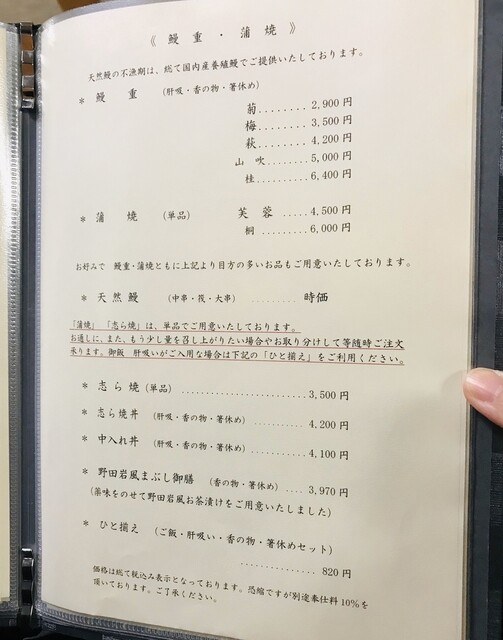 《 鰻 重 ・ 蒲 焼 》
天然鰻の不漁期は、総て国内産養殖鰻でご提供いたしております。
＊ 鰻 重 （肝吸・香の物・箸休め）
菊........ 2,900 円
梅........ 3,500 円
萩........ 4,200 円
山 吹....... 5,000 円
桂.......... 6,400 円
＊ 蒲 焼 （単品） 芙 蓉 ..... 4,500 円
桐 ....... 6,000 円
お好みで 鰻重・蒲焼ともに上記より目方の多いお品もご用意いたしております。
＊ 天然鰻 （中串・筏・大串） .......... 時価
「蒲焼」「志ら焼」は、単品でご用意いたしております。
お通しに、また、もう少し量を召し上がりたい場合やお取り分けして等随時ご注文
承ります。御飯 肝吸いがご入用な場合は下記の「ひと揃え」をご利用ください。
＊ 志ら焼（単品） ........................ 3,500 円
＊ 志ら焼丼 （肝吸・香の物・箸休め） .......... 4,200 円
＊ 中入れ丼 （肝吸・香の物・箸休め） .......... 4,100 円
＊ 野田岩風まぶし御膳 （香の物・箸休め） .... 3,970 円
（薬味をのせて野田岩風お茶漬けをご用意いたしました）
＊ ひと揃え （ご飯・肝吸い・香の物・箸休めセット）
.............. 820 円
価格は総て税込み表示となっております。恐縮ですが別途奉仕料 10%を
頂いております。ご了承ください。